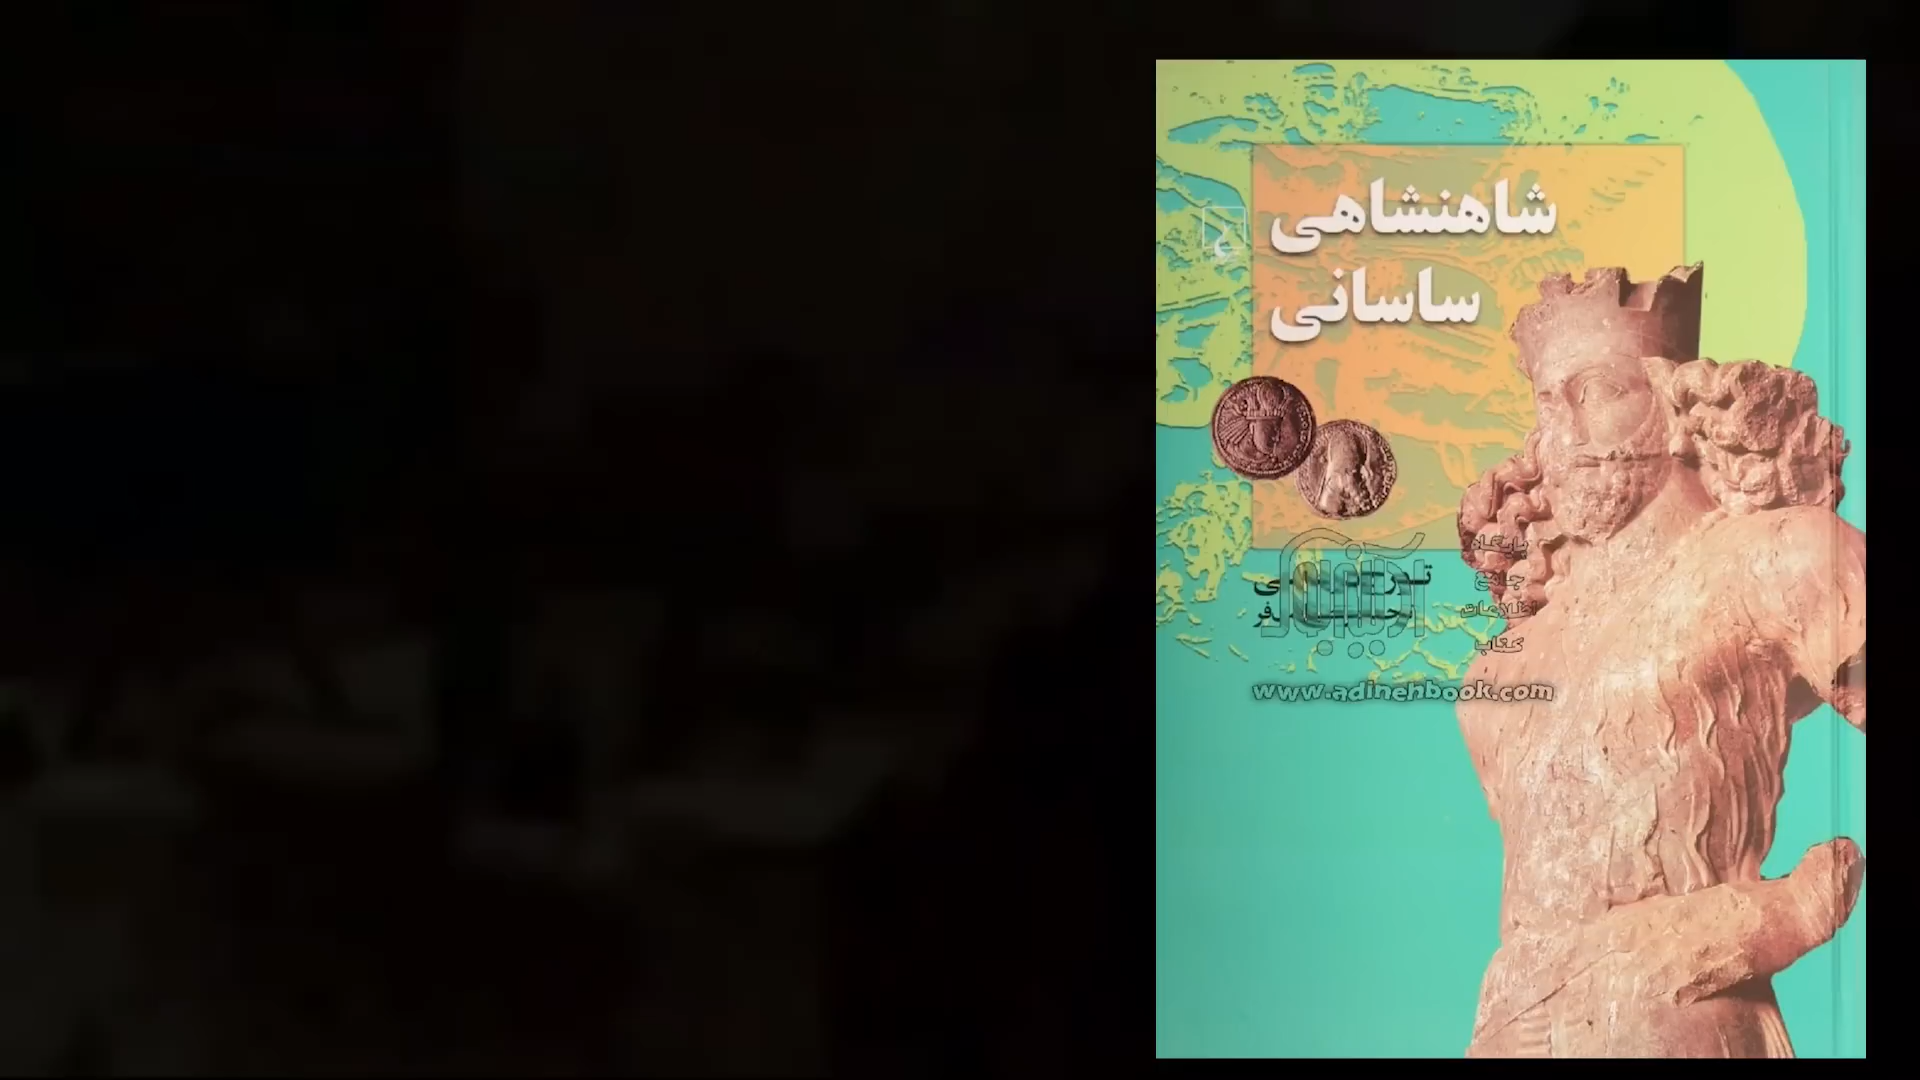 شاهنشاهی
ساسانی
پایگاه
جامع
اطلاعات
کتاب
www.adinehbook.com